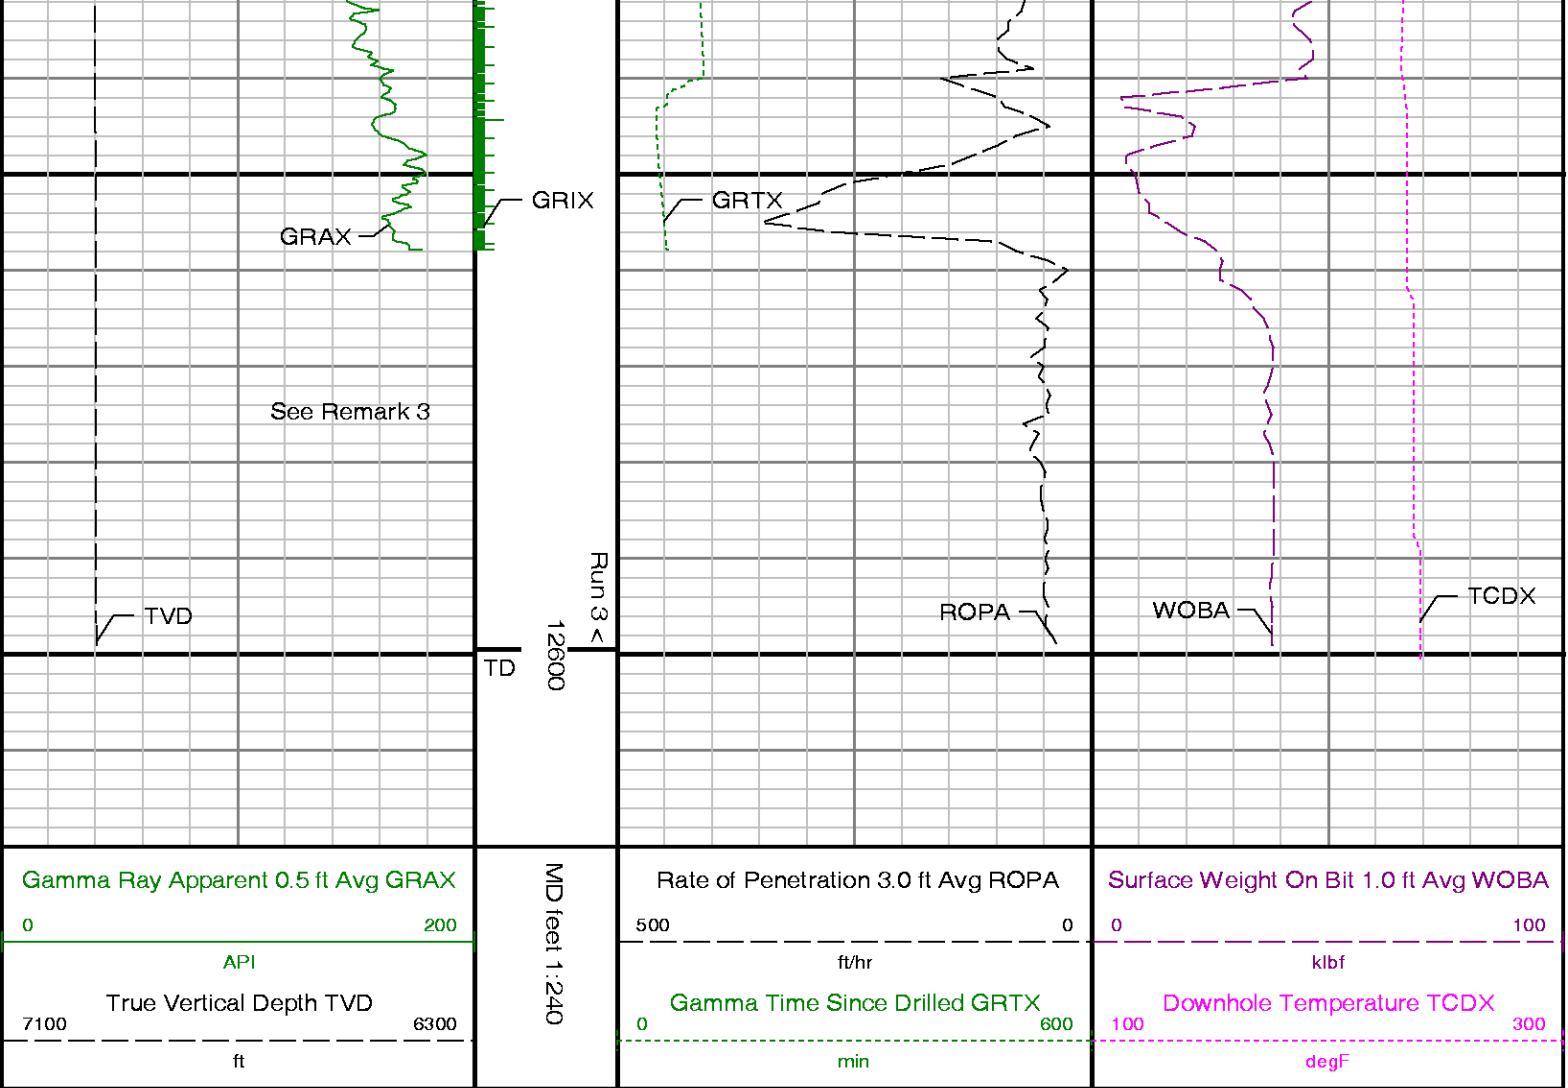 GRIX
GRTX
GRAX
See Remark 3
Run 3 <
TVD
ROPA
WOBA
TCDX
12600
TD
Gamma Ray Apparent 0.5 ft Avg GRAX
0 200
API
True Vertical Depth TVD
7100 6300
ft
MD feet 1:240
Rate of Penetration 3.0 ft Avg ROPA
500 0
ft/hr
Gamma Time Since Drilled GRTX
0 600
min
Surface Weight On Bit 1.0 ft Avg WOBA
0 100
klbf
Downhole Temperature TCDX
100 300
degF